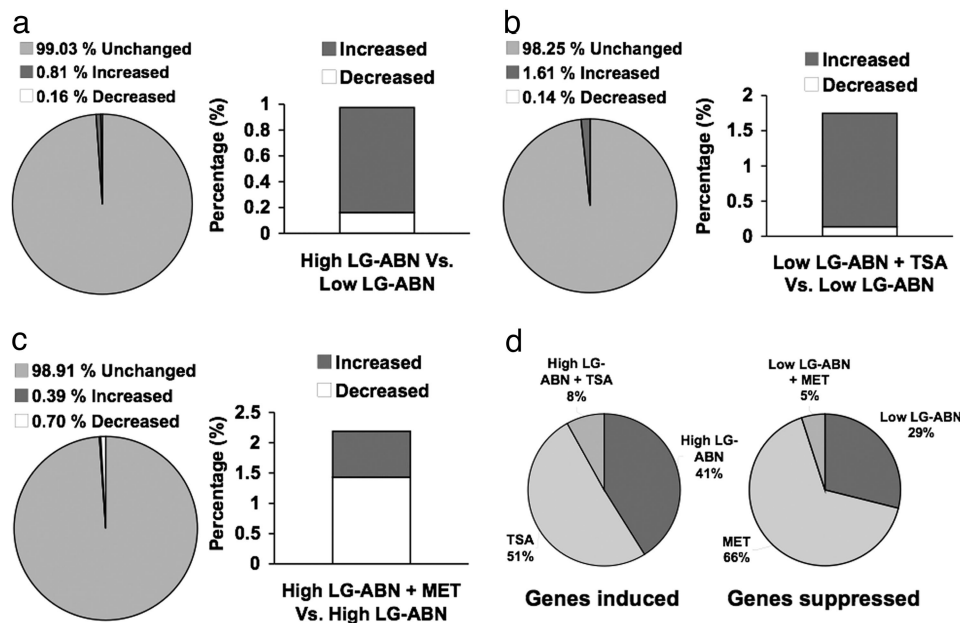 a
99.03 % Unchanged
0.81 % Increased
0.16 % Decreased
Increased
Decreased
Percentage (%)
1
0.8
0.6
0.4
0.2
0
High LG-ABN Vs.
Low LG-ABN
b
98.25 % Unchanged
1.61 % Increased
0.14 % Decreased
Increased
Decreased
Percentage (%)
2
1.5
1
0.5
0
Low LG-ABN + TSA
Vs. Low LG-ABN
c
98.91 % Unchanged
0.39 % Increased
0.70 % Decreased
Increased
Decreased
Percentage (%)
2.5
2
1.5
1
0.5
0
High LG-ABN + MET
Vs. High LG-ABN
d
High LG-
ABN + TSA
8%
High LG-
ABN
41%
TSA
51%
Genes induced
Low LG-ABN
+ MET
5%
Low LG-ABN
29%
MET
66%
Genes suppressed